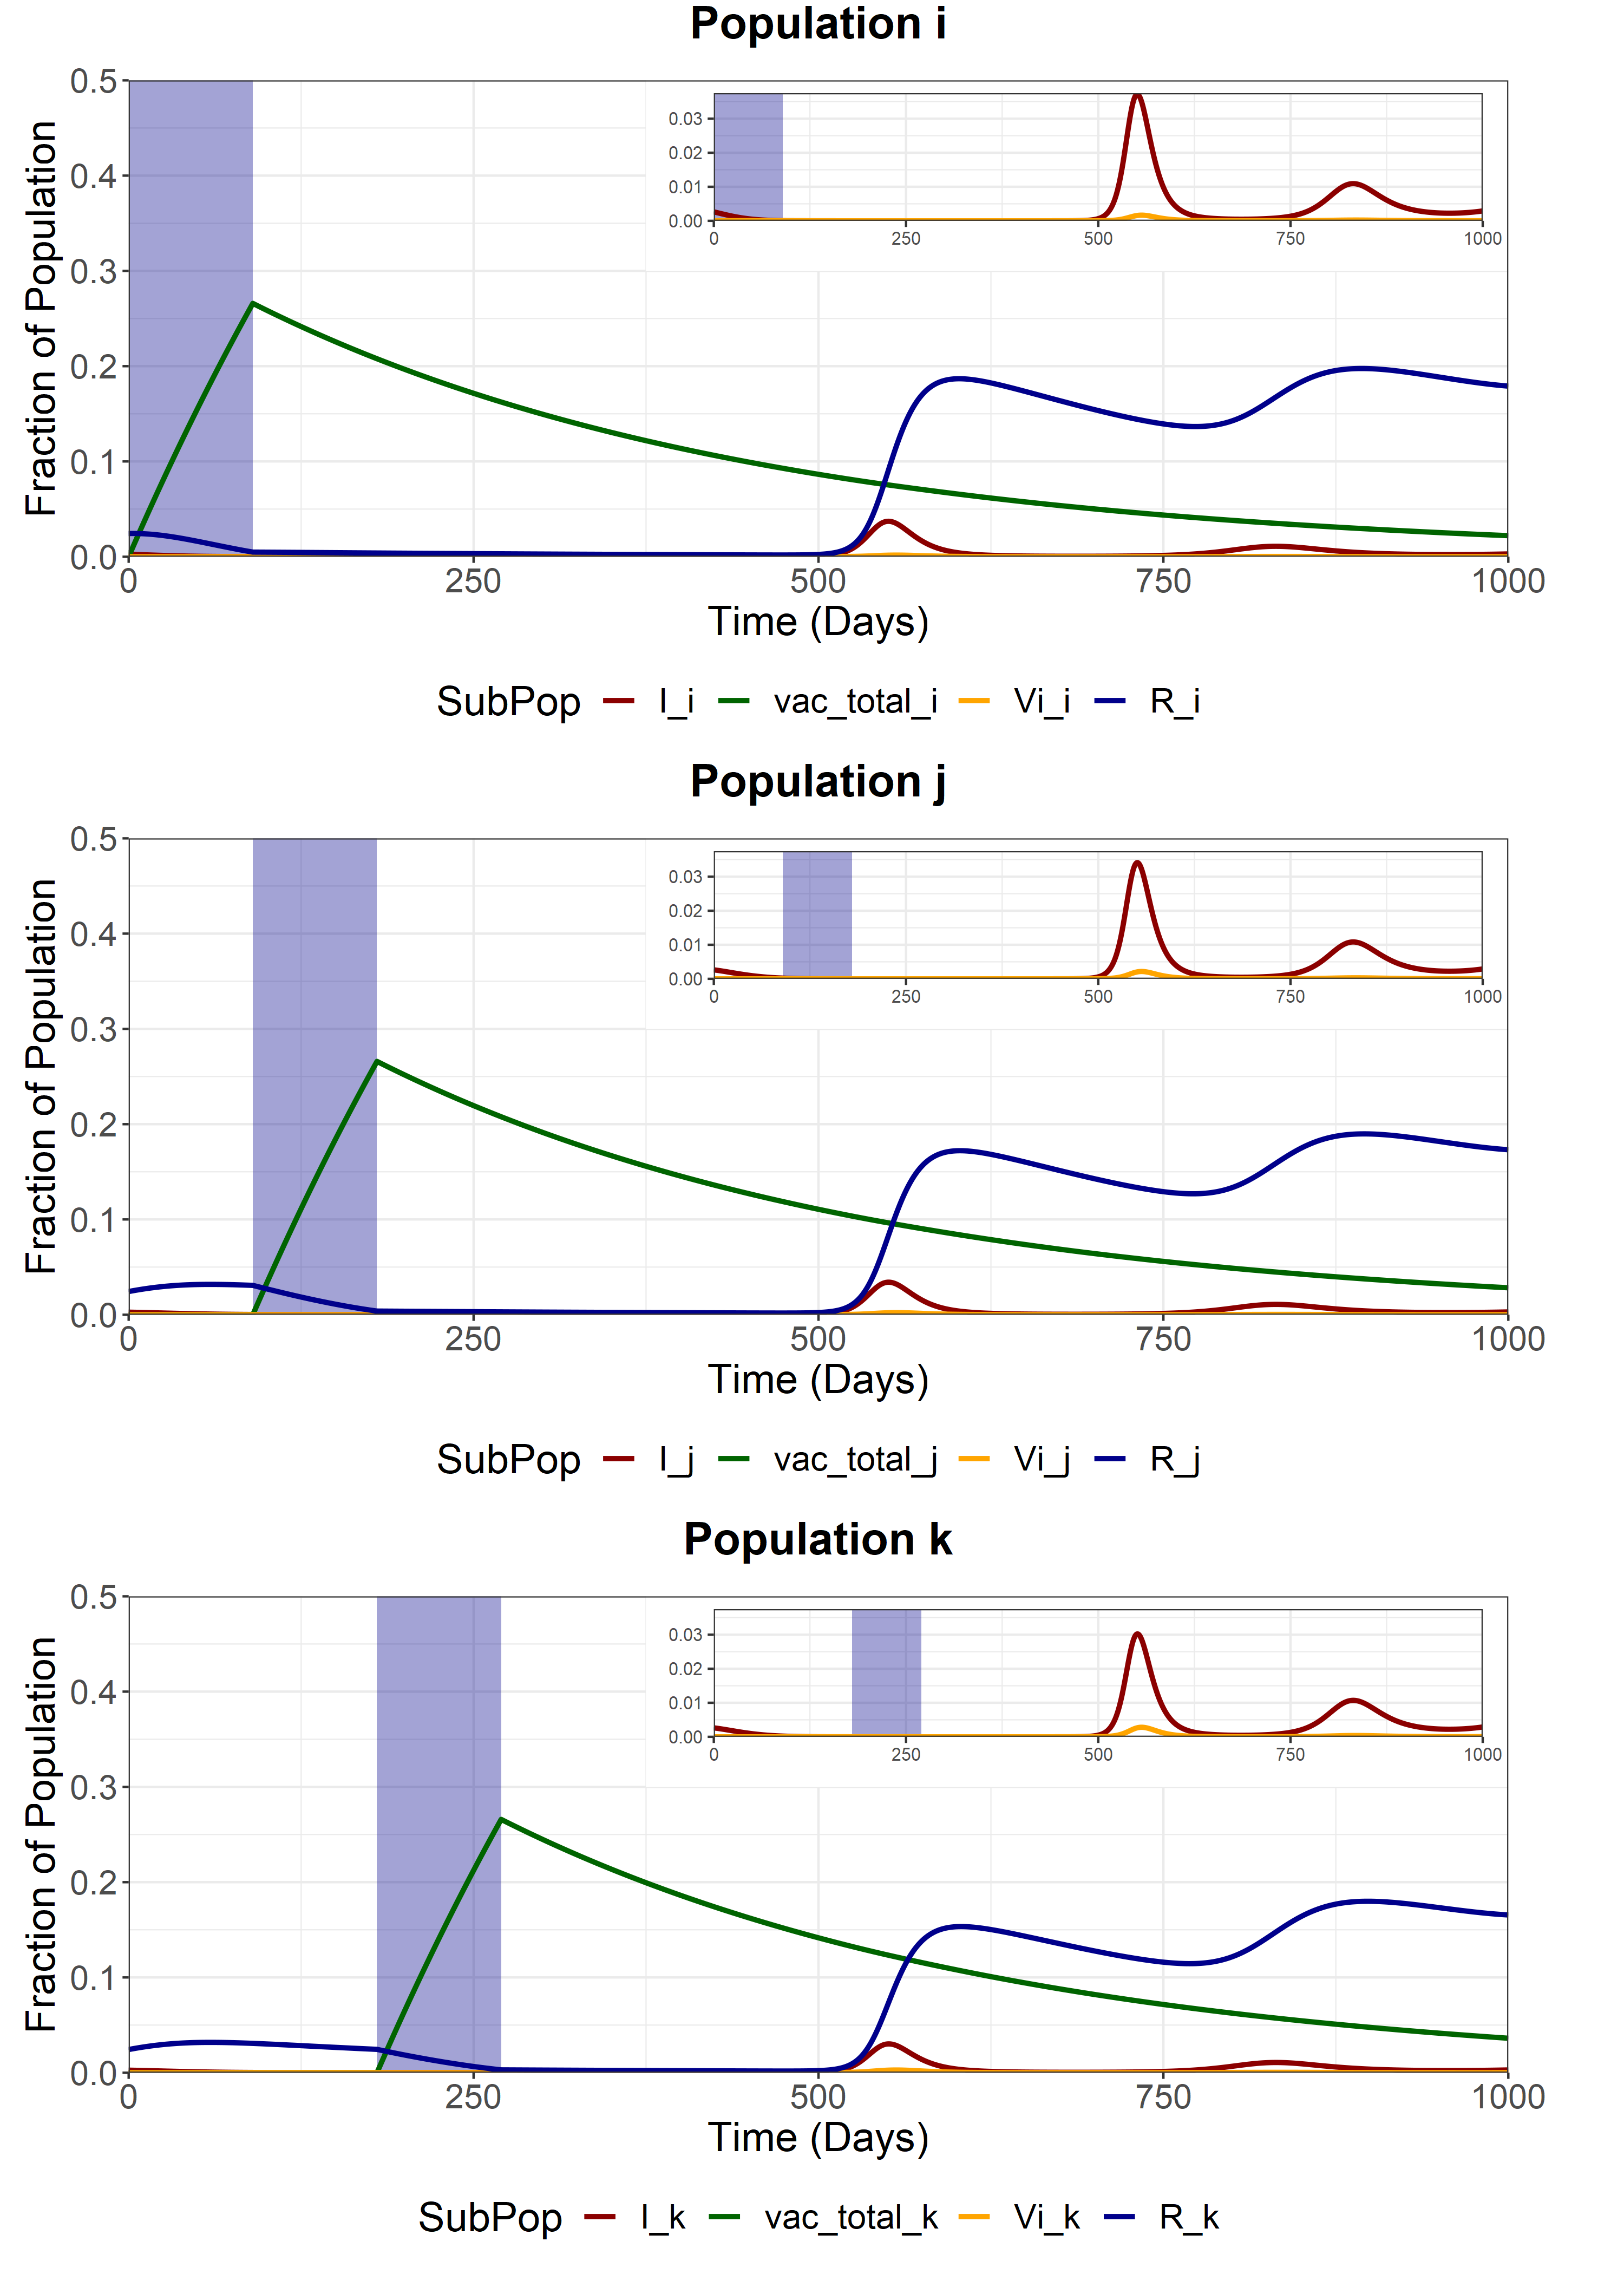 Population i
Fraction of Population
0.5
0.4
0.3
0.2
0.1
0.0
0 250 500 750 1000
0.03
0.02
0.01
0.00
0 250 500 750 1000
Time (Days)
SubPop I_i vac_total_i Vi_i R_i
Population j
Fraction of Population
0.5
0.4
0.3
0.2
0.1
0.0
0 250 500 750 1000
0.03
0.02
0.01
0.00
0 250 500 750 1000
Time (Days)
SubPop I_j vac_total_j Vi_j R_j
Population k
Fraction of Population
0.5
0.4
0.3
0.2
0.1
0.0
0 250 500 750 1000
0.03
0.02
0.01
0.00
0 250 500 750 1000
Time (Days)
SubPop I_k vac_total_k Vi_k R_k